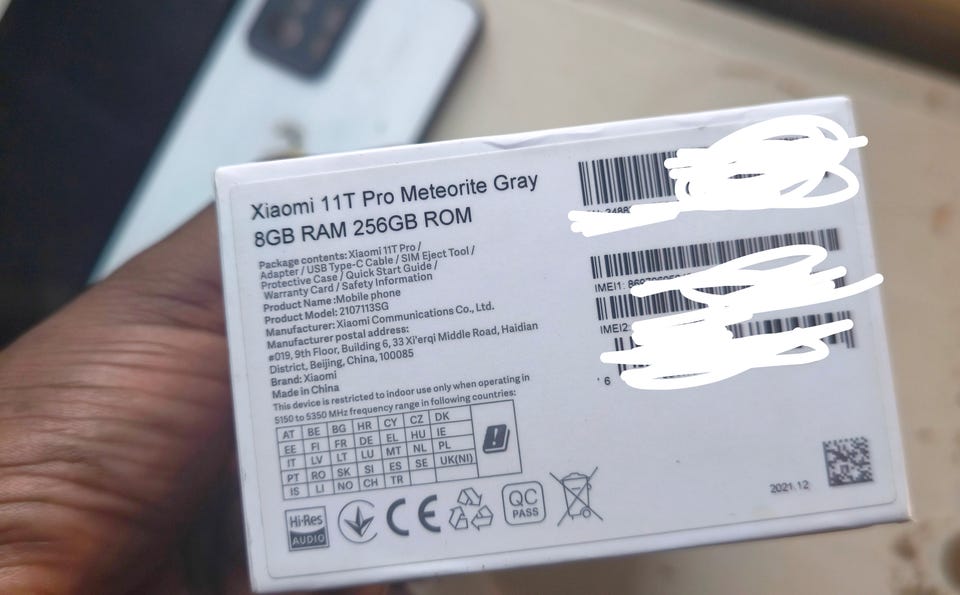 Xiaomi 11T Pro Meteorite Gray
8GB RAM 256GB ROM
Package contents: Xiaomi 11T Pro /
Adapter / USB Type-C Cable / SIM Eject Tool /
Protective Case / Quick Start Guide /
Warranty Card / Safety Information
Product Name :Mobile phone
Product Model: 2107113SG
Manufacturer: Xiaomi Communications Co., Ltd.
Manufacturer postal address:
#019, 9th Floor, Building 6, 33 Xi'erqi Middle Road, Haidian
District, Beijing, China, 100085
Brand: Xiaomi
Made in China
This device is restricted to indoor use only when operating in
5150 to 5350 MHz frequency range in following countries:
AT BE BG HR CY CZ DK
EE FI FR DE EL HU IE
IT LV LT LU MT NL PL
PT RO SK SI ES SE UK(NI)
IS LI NO CH TR
Hi-Res
AUDIO
CE
QC
PASS
IMEI1:
IMEI2:
6
2021.12